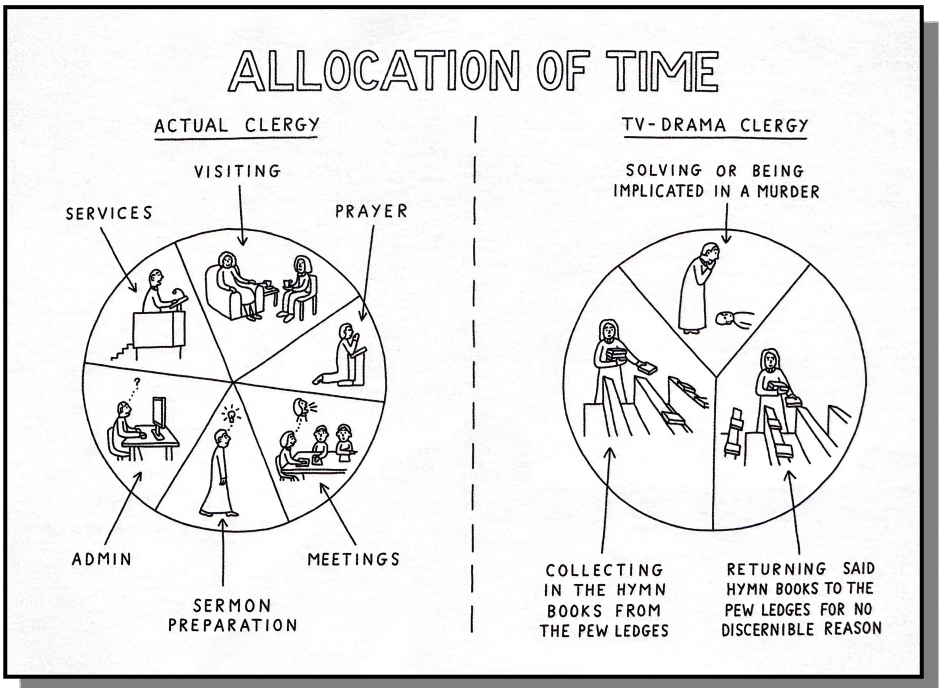 ALLOCATION OF TIME
ACTUAL CLERGY
VISITING
SERVICES
PRAYER
?
ADMIN
MEETINGS
SERMON
PREPARATION
TV-DRAMA CLERGY
SOLVING OR BEING
IMPLICATED IN A MURDER
COLLECTING
IN THE HYMN
BOOKS FROM
THE PEW LEDGES
RETURNING SAID
HYMN BOOKS TO THE
PEW LEDGES FOR NO
DISCERNIBLE REASON